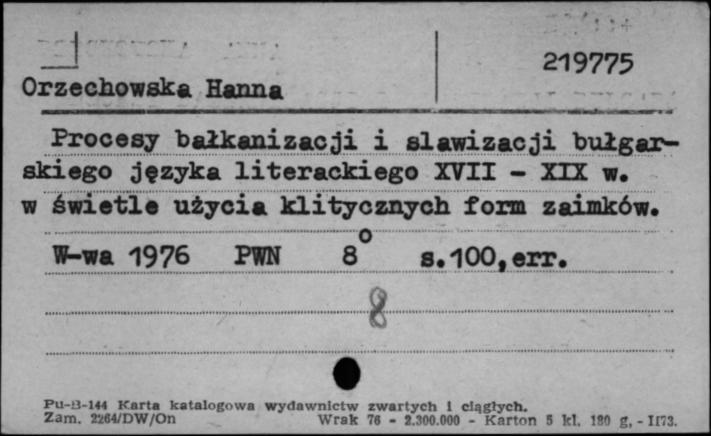 219775
Orzechowska Hanna
Procesy bałkanizacji i slawizacji bułgar-
skiego języka literackiego XVII - XIX w.
w świetle użycia klitycznych form zaimków.
W-wa 1976 PWN 8° s.100,err.
8
Pu-B-144 Karta katalogowa wydawnictw zwartych i ciągłych.
Zam. 2264/DW/On Wrak 76 - 2.300.000 - Karton 5 kl. 180 g. - II73.